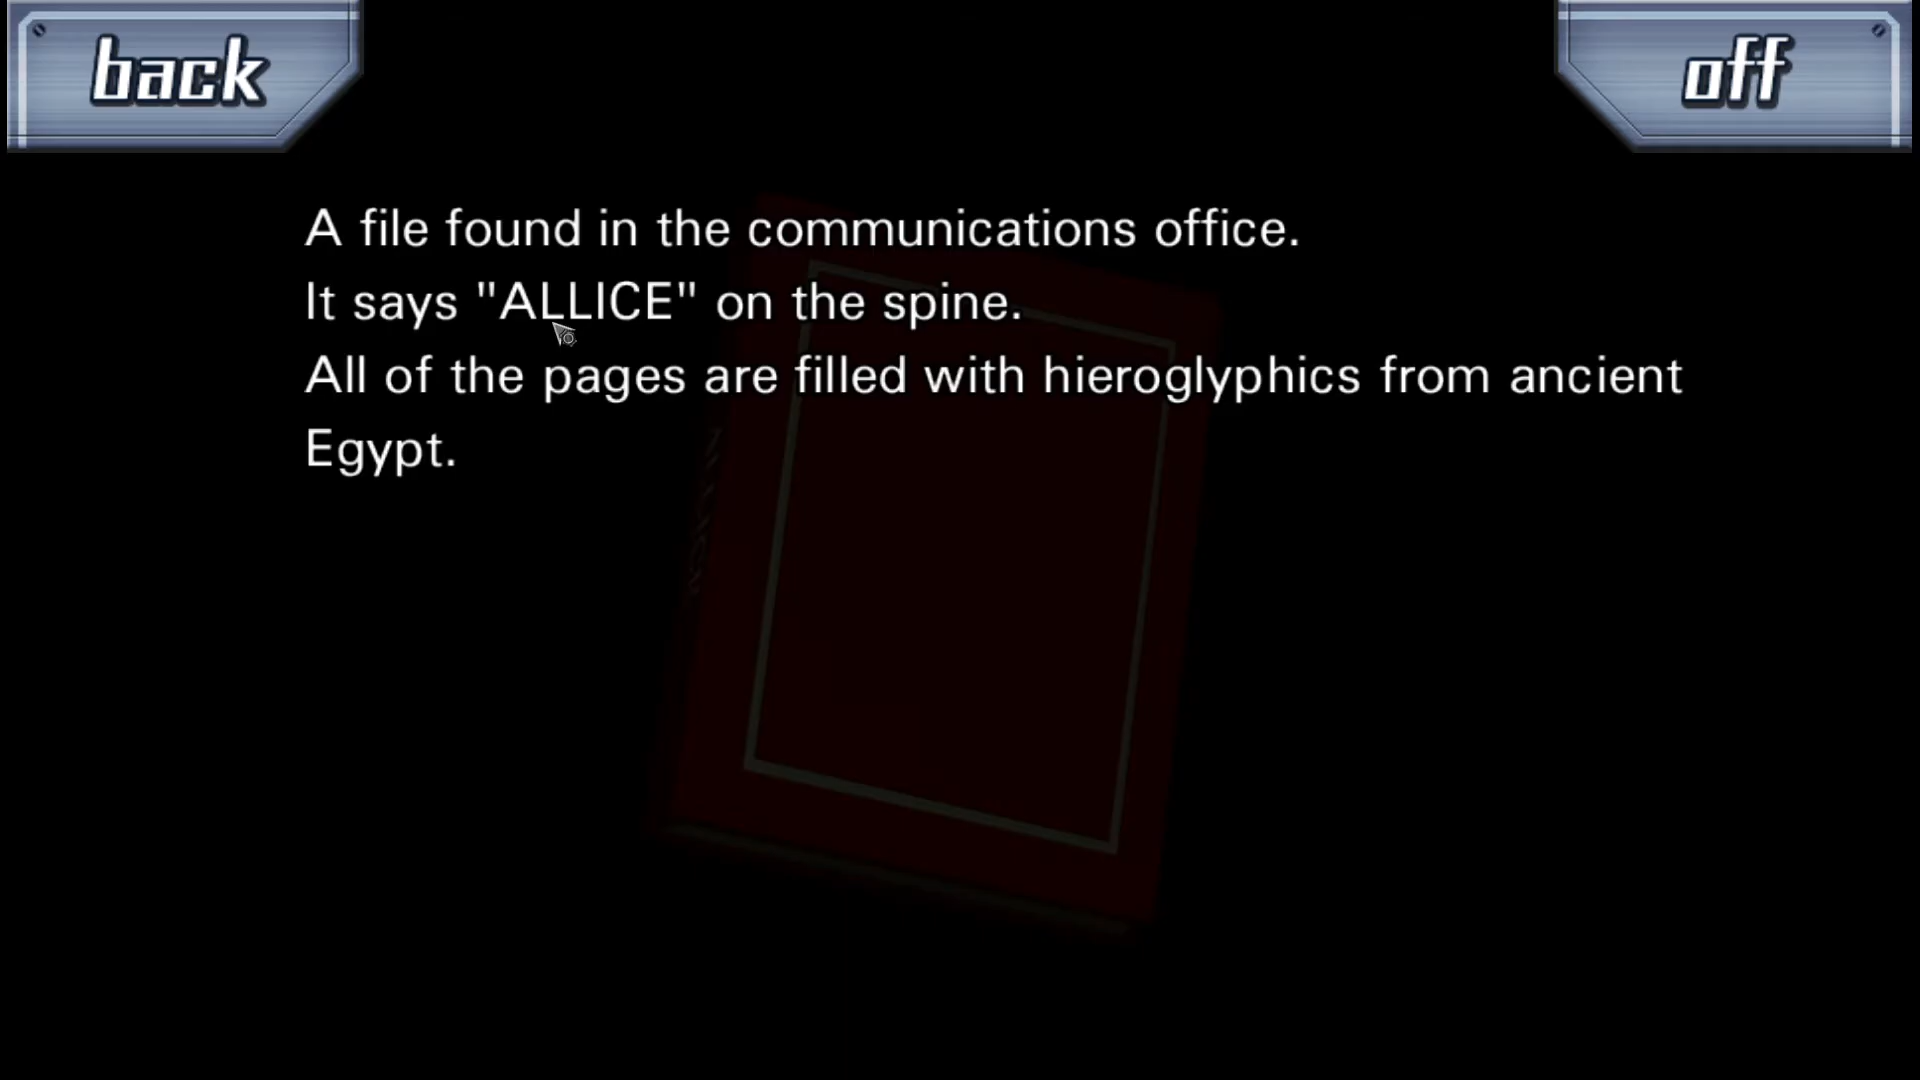 back
off
A file found in the communications office.
It says "ALLICE" on the spine.
All of the pages are filled with hieroglyphics from ancient
Egypt.